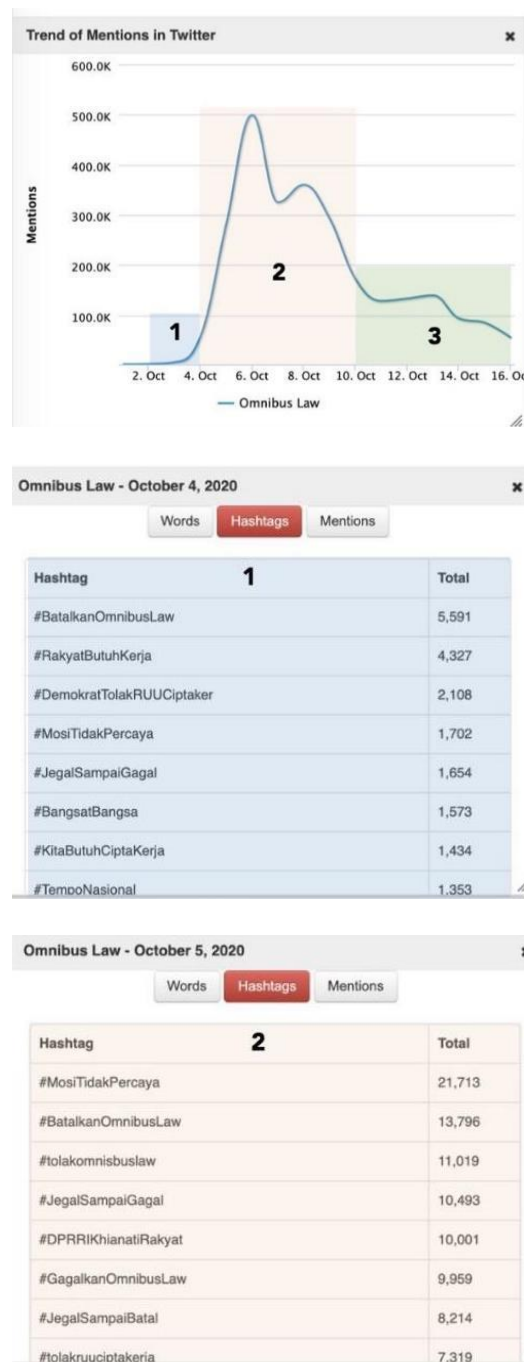 Trend of Mentions in Twitter ×
600.0K
500.0K
400.0K
300.0K
200.0K
100.0K
Mentions
1
2
3
2. Oct 4. Oct 6. Oct 8. Oct 10. Oct 12. Oct 14. Oct 16. Oc
Omnibus Law
Omnibus Law - October 4, 2020 ×
Words Hashtags Mentions
Hashtag 1 Total
#BatalkanOmnibusLaw 5,591
#RakyatButuhKerja 4,327
#DemokratTolakRUUCiptaker 2,108
#MosiTidakPercaya 1,702
#JegalSampaiGagal 1,654
#BangsatBangsa 1,573
#KitaButuhCiptaKerja 1,434
#TempoNasional 1,353
Omnibus Law - October 5, 2020
Words Hashtags Mentions
Hashtag 2 Total
#MosiTidakPercaya 21,713
#BatalkanOmnibusLaw 13,796
#tolakomnisbuslaw 11,019
#JegalSampaiGagal 10,493
#DPRRIKhianatiRakyat 10,001
#GagalkanOmnibusLaw 9,959
#JegalSampaiBatal 8,214
#tolakruuciptakerja 7,319